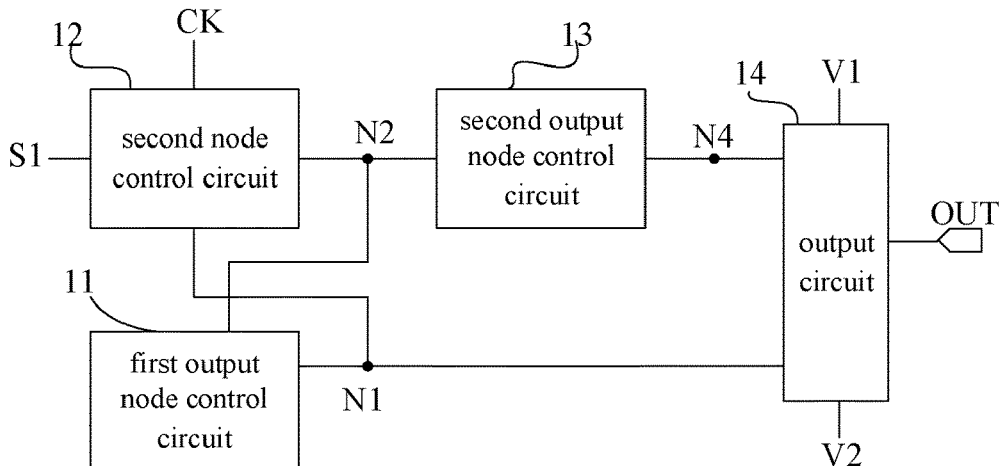 12
CK
13
14
V1
S1
second node
control circuit
N2
second output
node control
circuit
N4
OUT
output
circuit
11
first output
node control
circuit
N1
V2